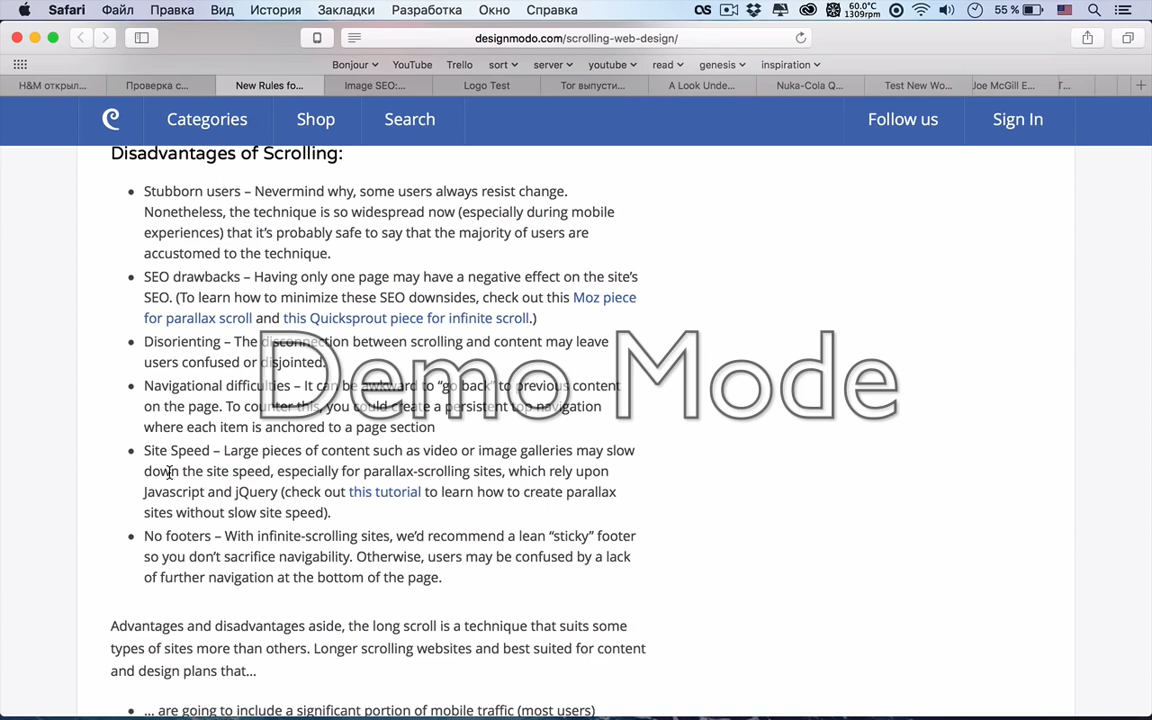 Safari Файл Правка Вид История Закладки Разработка Окно Справка 60.0°C 1309rpm 55 %
designmodo.com/scrolling-web-design/
Bonjour YouTube Trello sort server youtube read genesis inspiration
H&M открыл... Проверка с... New Rules fo... Image SEO:... Logo Test Тог выпусти... A Look Unde... Nuka-Cola Q... Test New Wo... Joe McGill E... T...
Categories Shop Search Follow us Sign In
Disadvantages of Scrolling:
Stubborn users – Nevermind why, some users always resist change.
Nonetheless, the technique is so widespread now (especially during mobile
experiences) that it's probably safe to say that the majority of users are
accustomed to the technique.
SEO drawbacks – Having only one page may have a negative effect on the site's
SEO. (To learn how to minimize these SEO downsides, check out this Moz piece
for parallax scroll and this Quicksprout piece for infinite scroll.)
Disorienting – The disconnection between scrolling and content may leave
users confused or disjointed.
Demo Mode
Navigational difficulties – It can be awkward to "go back" to previous content
on the page. To counter this, you could create a persistent top navigation
where each item is anchored to a page section
Site Speed – Large pieces of content such as video or image galleries may slow
down the site speed, especially for parallax-scrolling sites, which rely upon
Javascript and jQuery (check out this tutorial to learn how to create parallax
sites without slow site speed).
No footers – With infinite-scrolling sites, we'd recommend a lean "sticky" footer
so you don't sacrifice navigability. Otherwise, users may be confused by a lack
of further navigation at the bottom of the page.
Advantages and disadvantages aside, the long scroll is a technique that suits some
types of sites more than others. Longer scrolling websites and best suited for content
and design plans that...
... are going to include a significant portion of mobile traffic (most users)